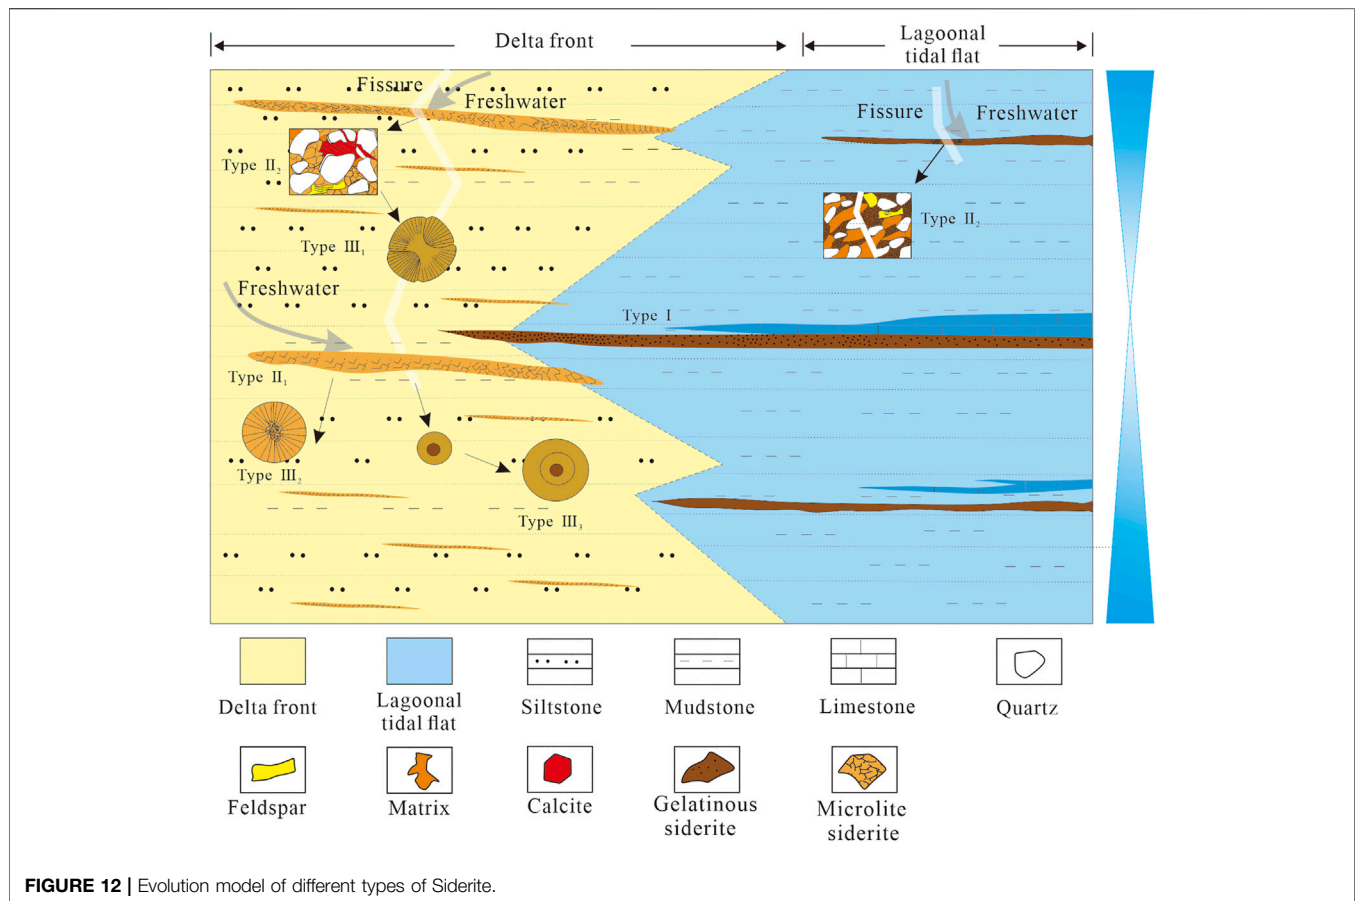 Delta front
Lagoonal
tidal flat
Fissure
Freshwater
Fissure
Freshwater
Type II₂
Type II₂
Type III₁
Freshwater
Type I
Type II₁
Type III₂
Type III₃
Delta front
Lagoonal
tidal flat
Siltstone
Mudstone
Limestone
Quartz
Feldspar
Matrix
Calcite
Gelatinous
siderite
Microlite
siderite
FIGURE 12 | Evolution model of different types of Siderite.